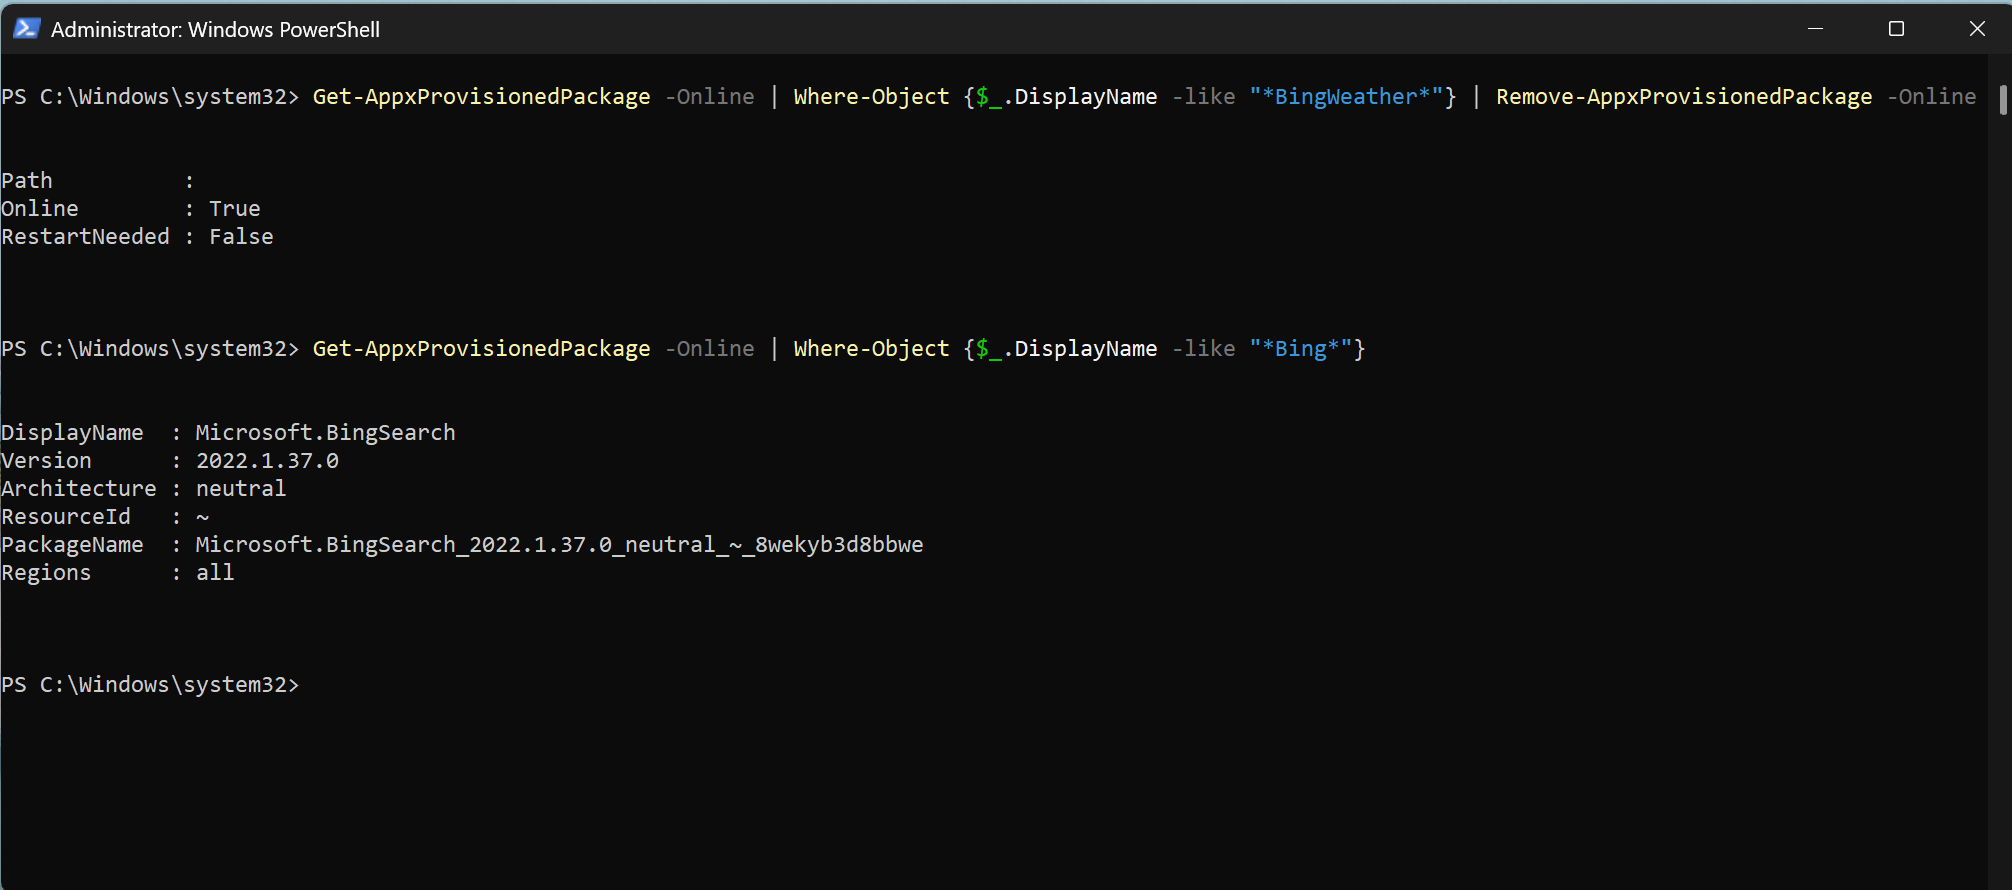 Administrator: Windows PowerShell
PS C:\Windows\system32> Get-AppxProvisionedPackage -Online | Where-Object {$_.DisplayName -like "*BingWeather*"} | Remove-AppxProvisionedPackage -Online
Path          :
Online        : True
RestartNeeded : False
PS C:\Windows\system32> Get-AppxProvisionedPackage -Online | Where-Object {$_.DisplayName -like "*Bing*"}
DisplayName  : Microsoft.BingSearch
Version      : 2022.1.37.0
Architecture : neutral
ResourceId   : ~
PackageName  : Microsoft.BingSearch_2022.1.37.0_neutral_~_8wekyb3d8bbwe
Regions      : all
PS C:\Windows\system32>